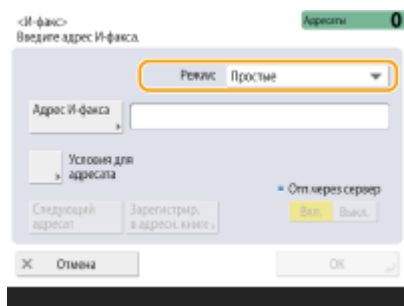 <И-факс>
Введите адрес И-факса.
Адресаты 0
Режим: Простые
Адрес И-факса
Условия для
адресата
Отп.через сервер
Следующий
адресат
Зарегистрир.
в адресн. книге
Вкл. Выкл.
Отмена
OK